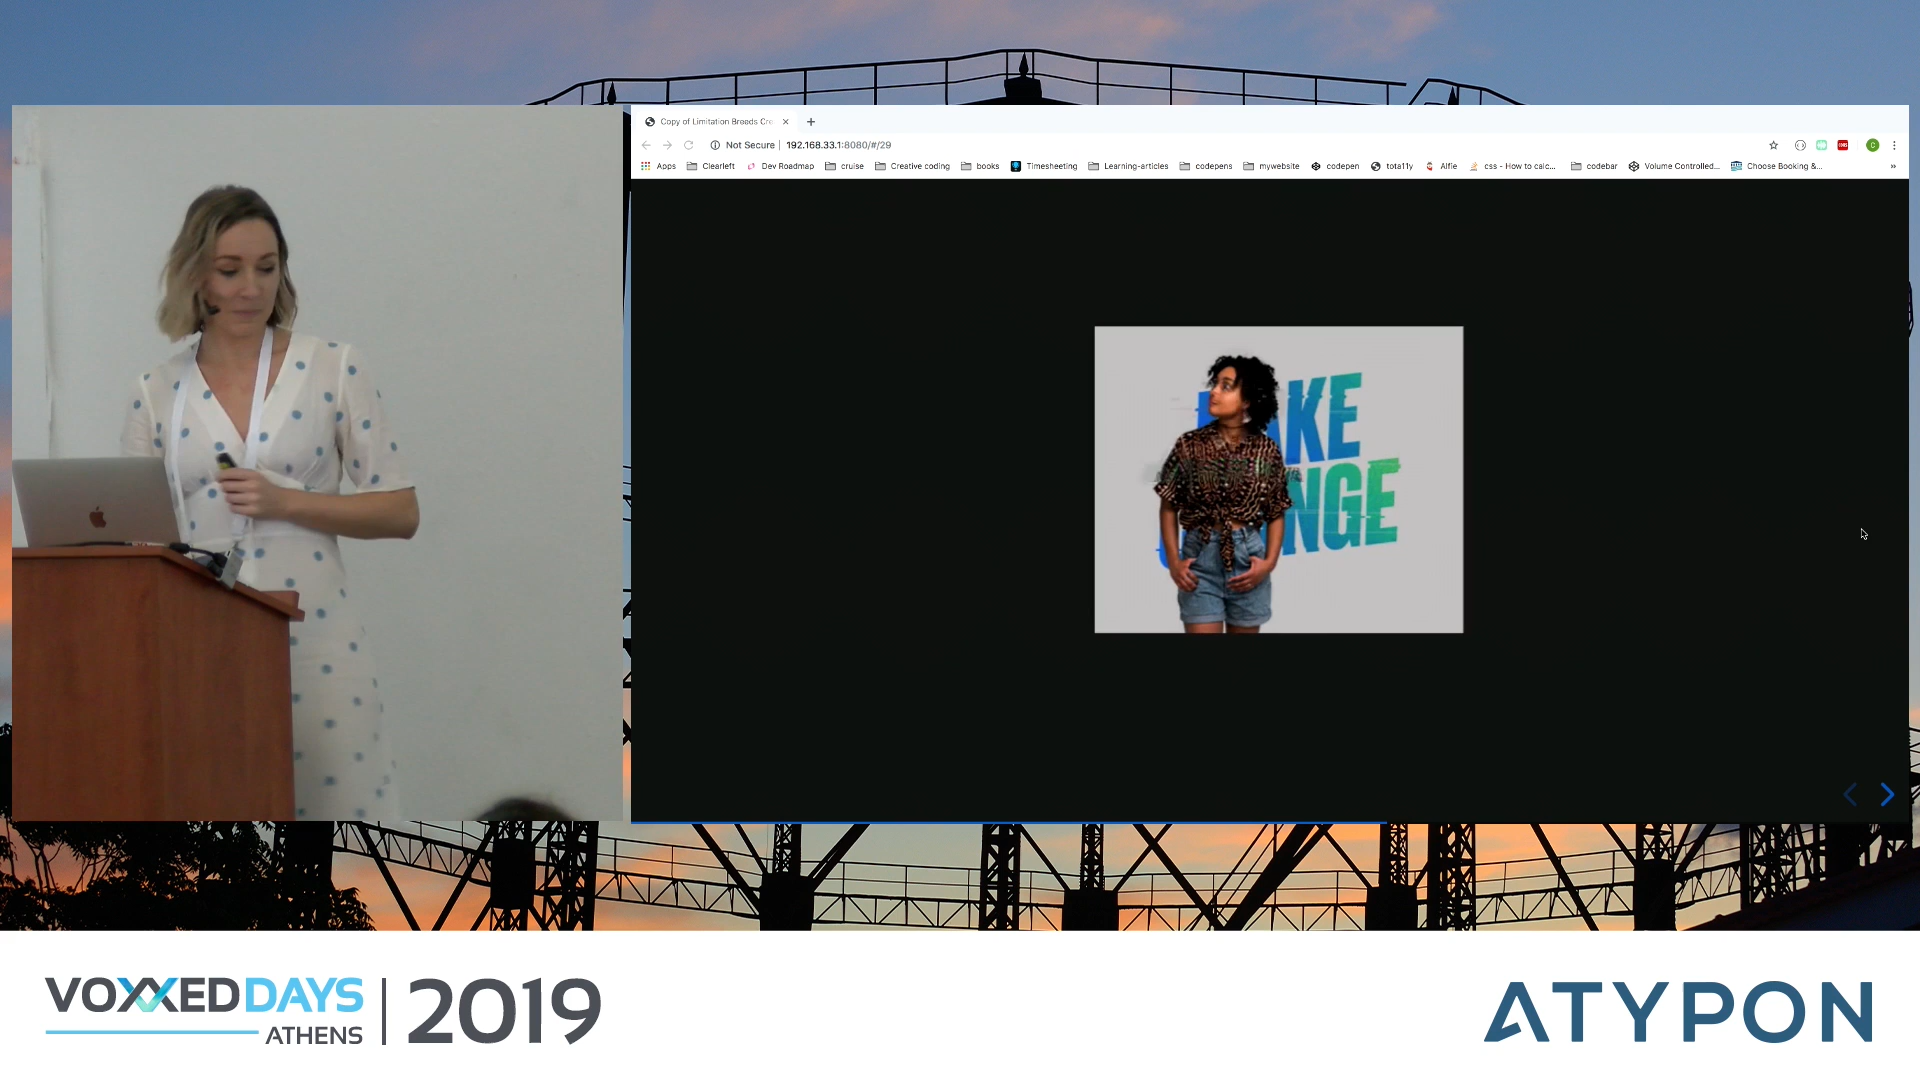 Copy of Limitation Breeds Cre
Not Secure | 192.168.33.1:8080/#/29
Apps Clearleft Dev Roadmap cruise Creative coding books Timesheeting Learning-articles codepens mywebsite codepen tota11y Alfie css - How to calc... codebar Volume Controlled... Choose Booking &... »
C
AKE
NGE
VOXXED DAYS
ATHENS
2019
ATYPON